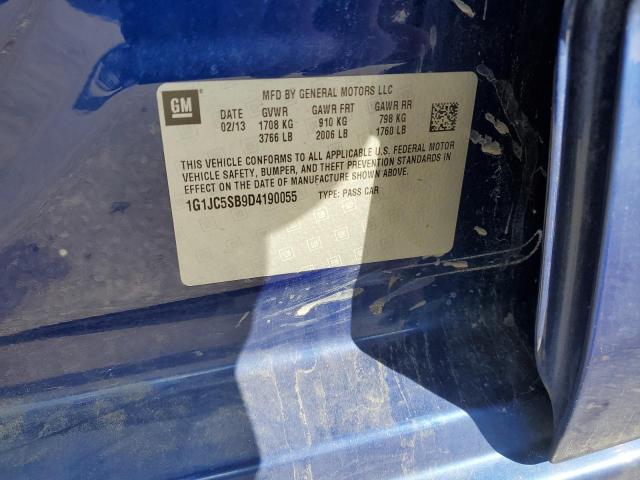 GM
MFD BY GENERAL MOTORS LLC
DATE GVWR GAWR FRT GAWR RR
02/13 1708 KG 910 KG 798 KG
3766 LB 2006 LB 1760 LB
THIS VEHICLE CONFORMS TO ALL APPLICABLE U.S. FEDERAL MOTOR
VEHICLE SAFETY, BUMPER, AND THEFT PREVENTION STANDARDS IN
EFFECT ON THE DATE OF MANUFACTURE SHOWN ABOVE.
1G1JC5SB9D4190055 TYPE: PASS CAR